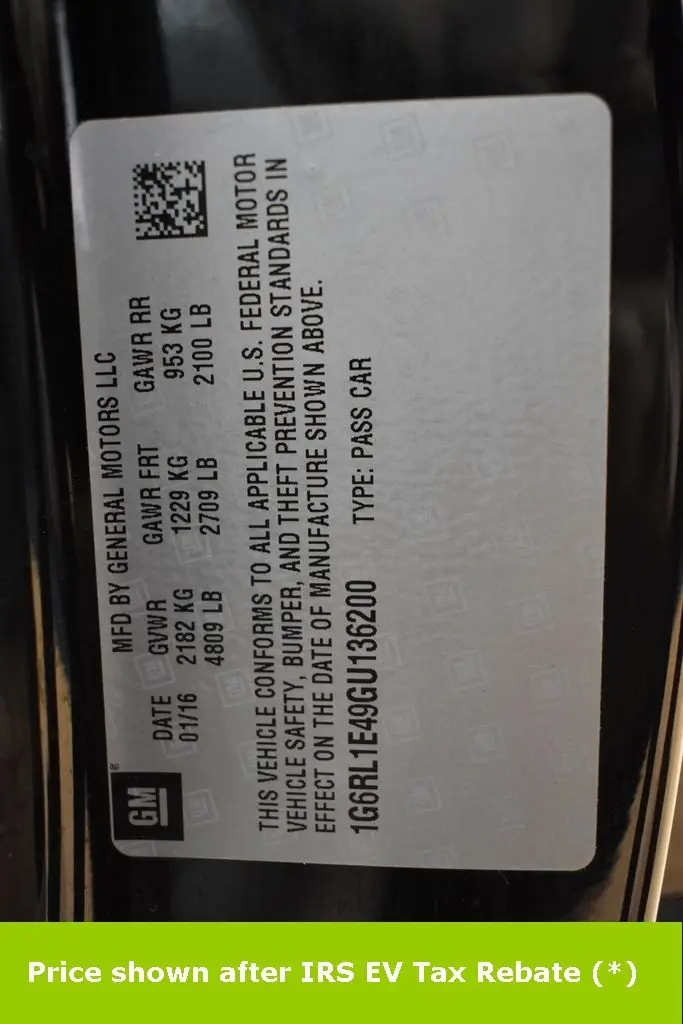 MFD BY GENERAL MOTORS LLC
GM®
DATE GVWR GAWR FRT GAWR RR
01/16 2182 KG 1229 KG 953 KG
4809 LB 2709 LB 2100 LB
THIS VEHICLE CONFORMS TO ALL APPLICABLE U.S. FEDERAL MOTOR
VEHICLE SAFETY, BUMPER, AND THEFT PREVENTION STANDARDS IN
EFFECT ON THE DATE OF MANUFACTURE SHOWN ABOVE.
1G6RL1E49GU136200 TYPE: PASS CAR
Price shown after IRS EV Tax Rebate (*)